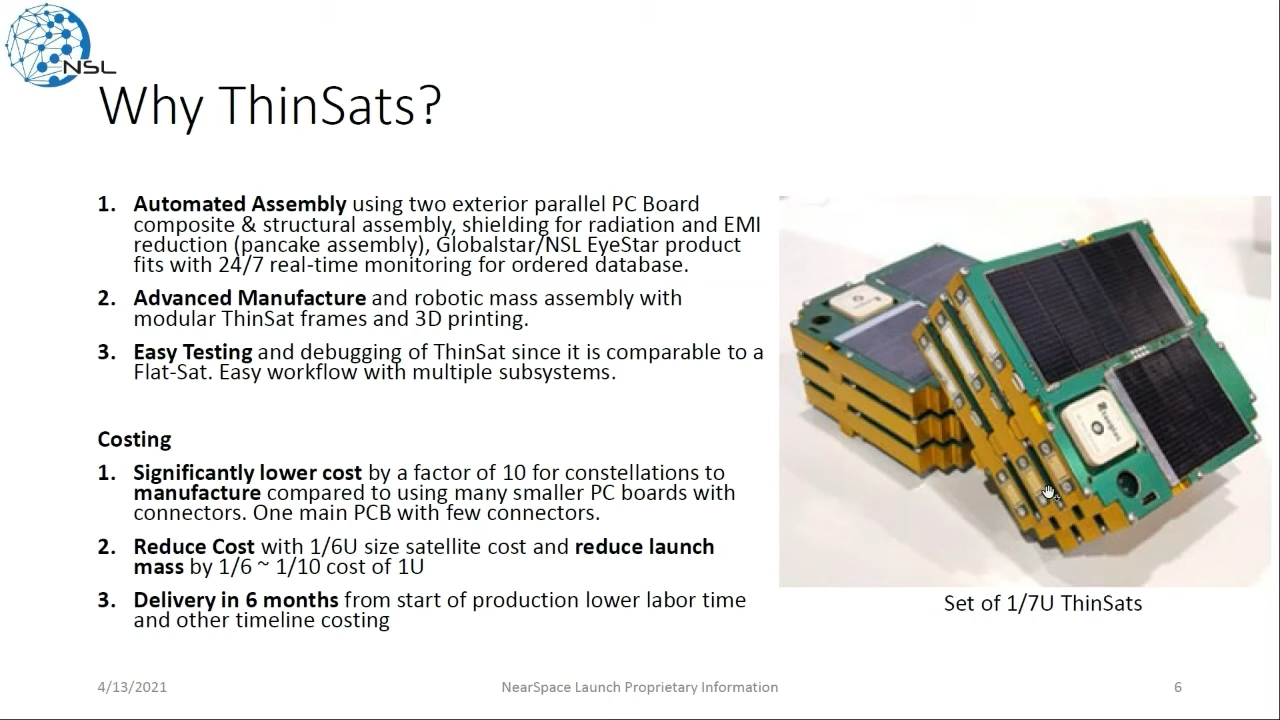 NSL
Why ThinSats?
1. Automated Assembly using two exterior parallel PC Board
composite & structural assembly, shielding for radiation and EMI
reduction (pancake assembly), Globalstar/NSL EyeStar product
fits with 24/7 real-time monitoring for ordered database.
2. Advanced Manufacture and robotic mass assembly with
modular ThinSat frames and 3D printing.
3. Easy Testing and debugging of ThinSat since it is comparable to a
Flat-Sat. Easy workflow with multiple subsystems.
Costing
1. Significantly lower cost by a factor of 10 for constellations to
manufacture compared to using many smaller PC boards with
connectors. One main PCB with few connectors.
2. Reduce Cost with 1/6U size satellite cost and reduce launch
mass by 1/6 ~ 1/10 cost of 1U
3. Delivery in 6 months from start of production lower labor time
and other timeline costing
Set of 1/7U ThinSats
4/13/2021
NearSpace Launch Proprietary Information
6